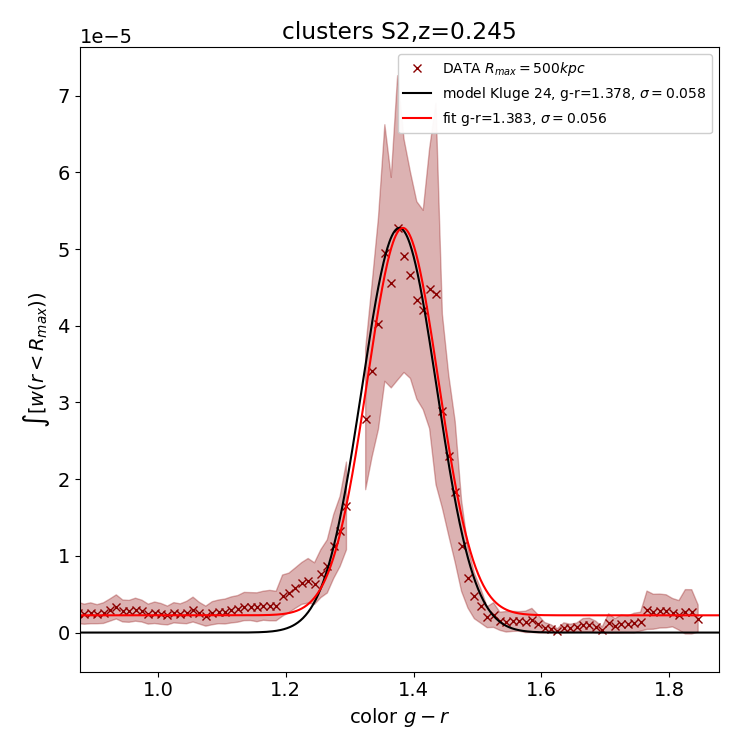 clusters S2,z=0.245
1e−5
DATA R_max = 500kpc
model Kluge 24, g-r=1.378, σ = 0.058
fit g-r=1.383, σ = 0.056
7
6
5
4
3
2
1
0
∫[w(r < R_max))
1.0 1.2 1.4 1.6 1.8
color g − r